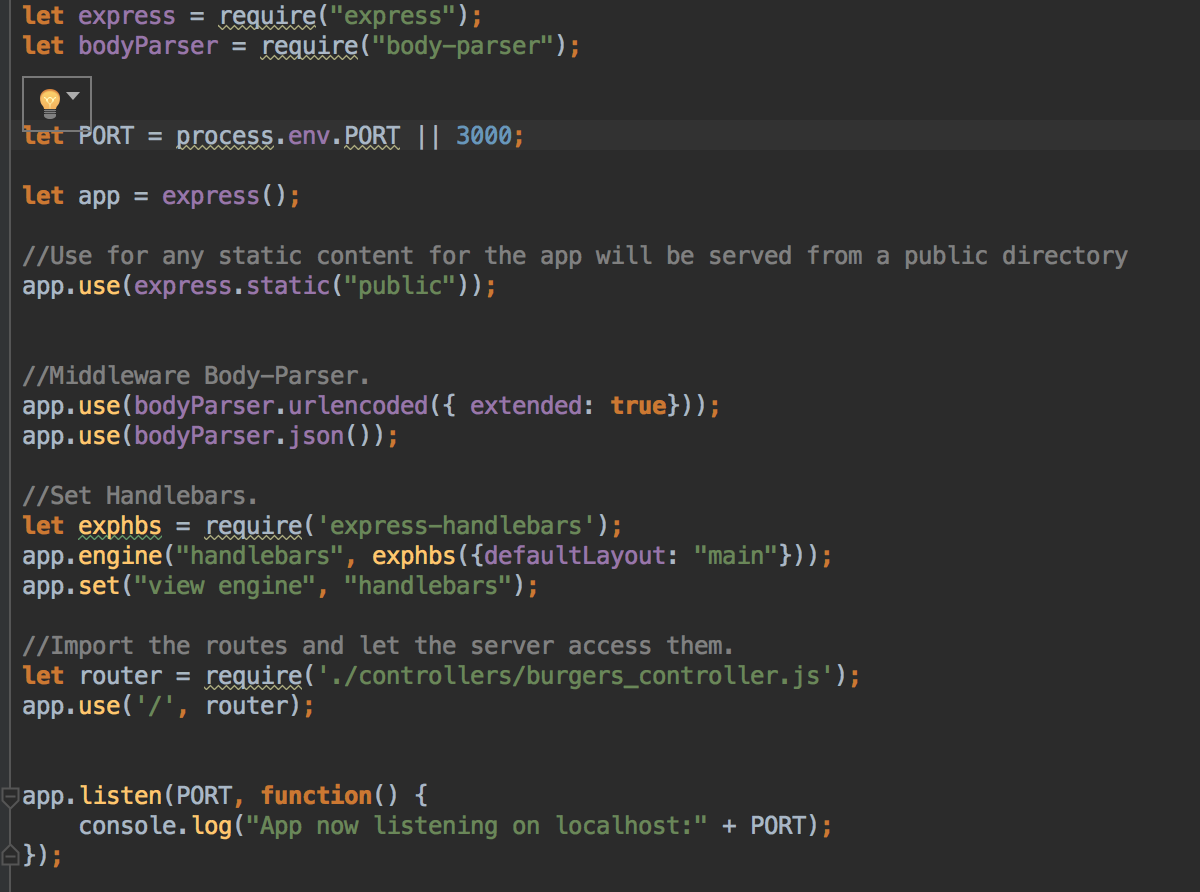 let express = require("express");
let bodyParser = require("body-parser");
let PORT = process.env.PORT || 3000;
let app = express();
//Use for any static content for the app will be served from a public directory
app.use(express.static("public"));
//Middleware Body-Parser.
app.use(bodyParser.urlencoded({ extended: true}));
app.use(bodyParser.json());
//Set Handlebars.
let exphbs = require('express-handlebars');
app.engine("handlebars", exphbs({defaultLayout: "main"}));
app.set("view engine", "handlebars");
//Import the routes and let the server access them.
let router = require('./controllers/burgers_controller.js');
app.use('/', router);
app.listen(PORT, function() {
    console.log("App now listening on localhost:" + PORT);
});